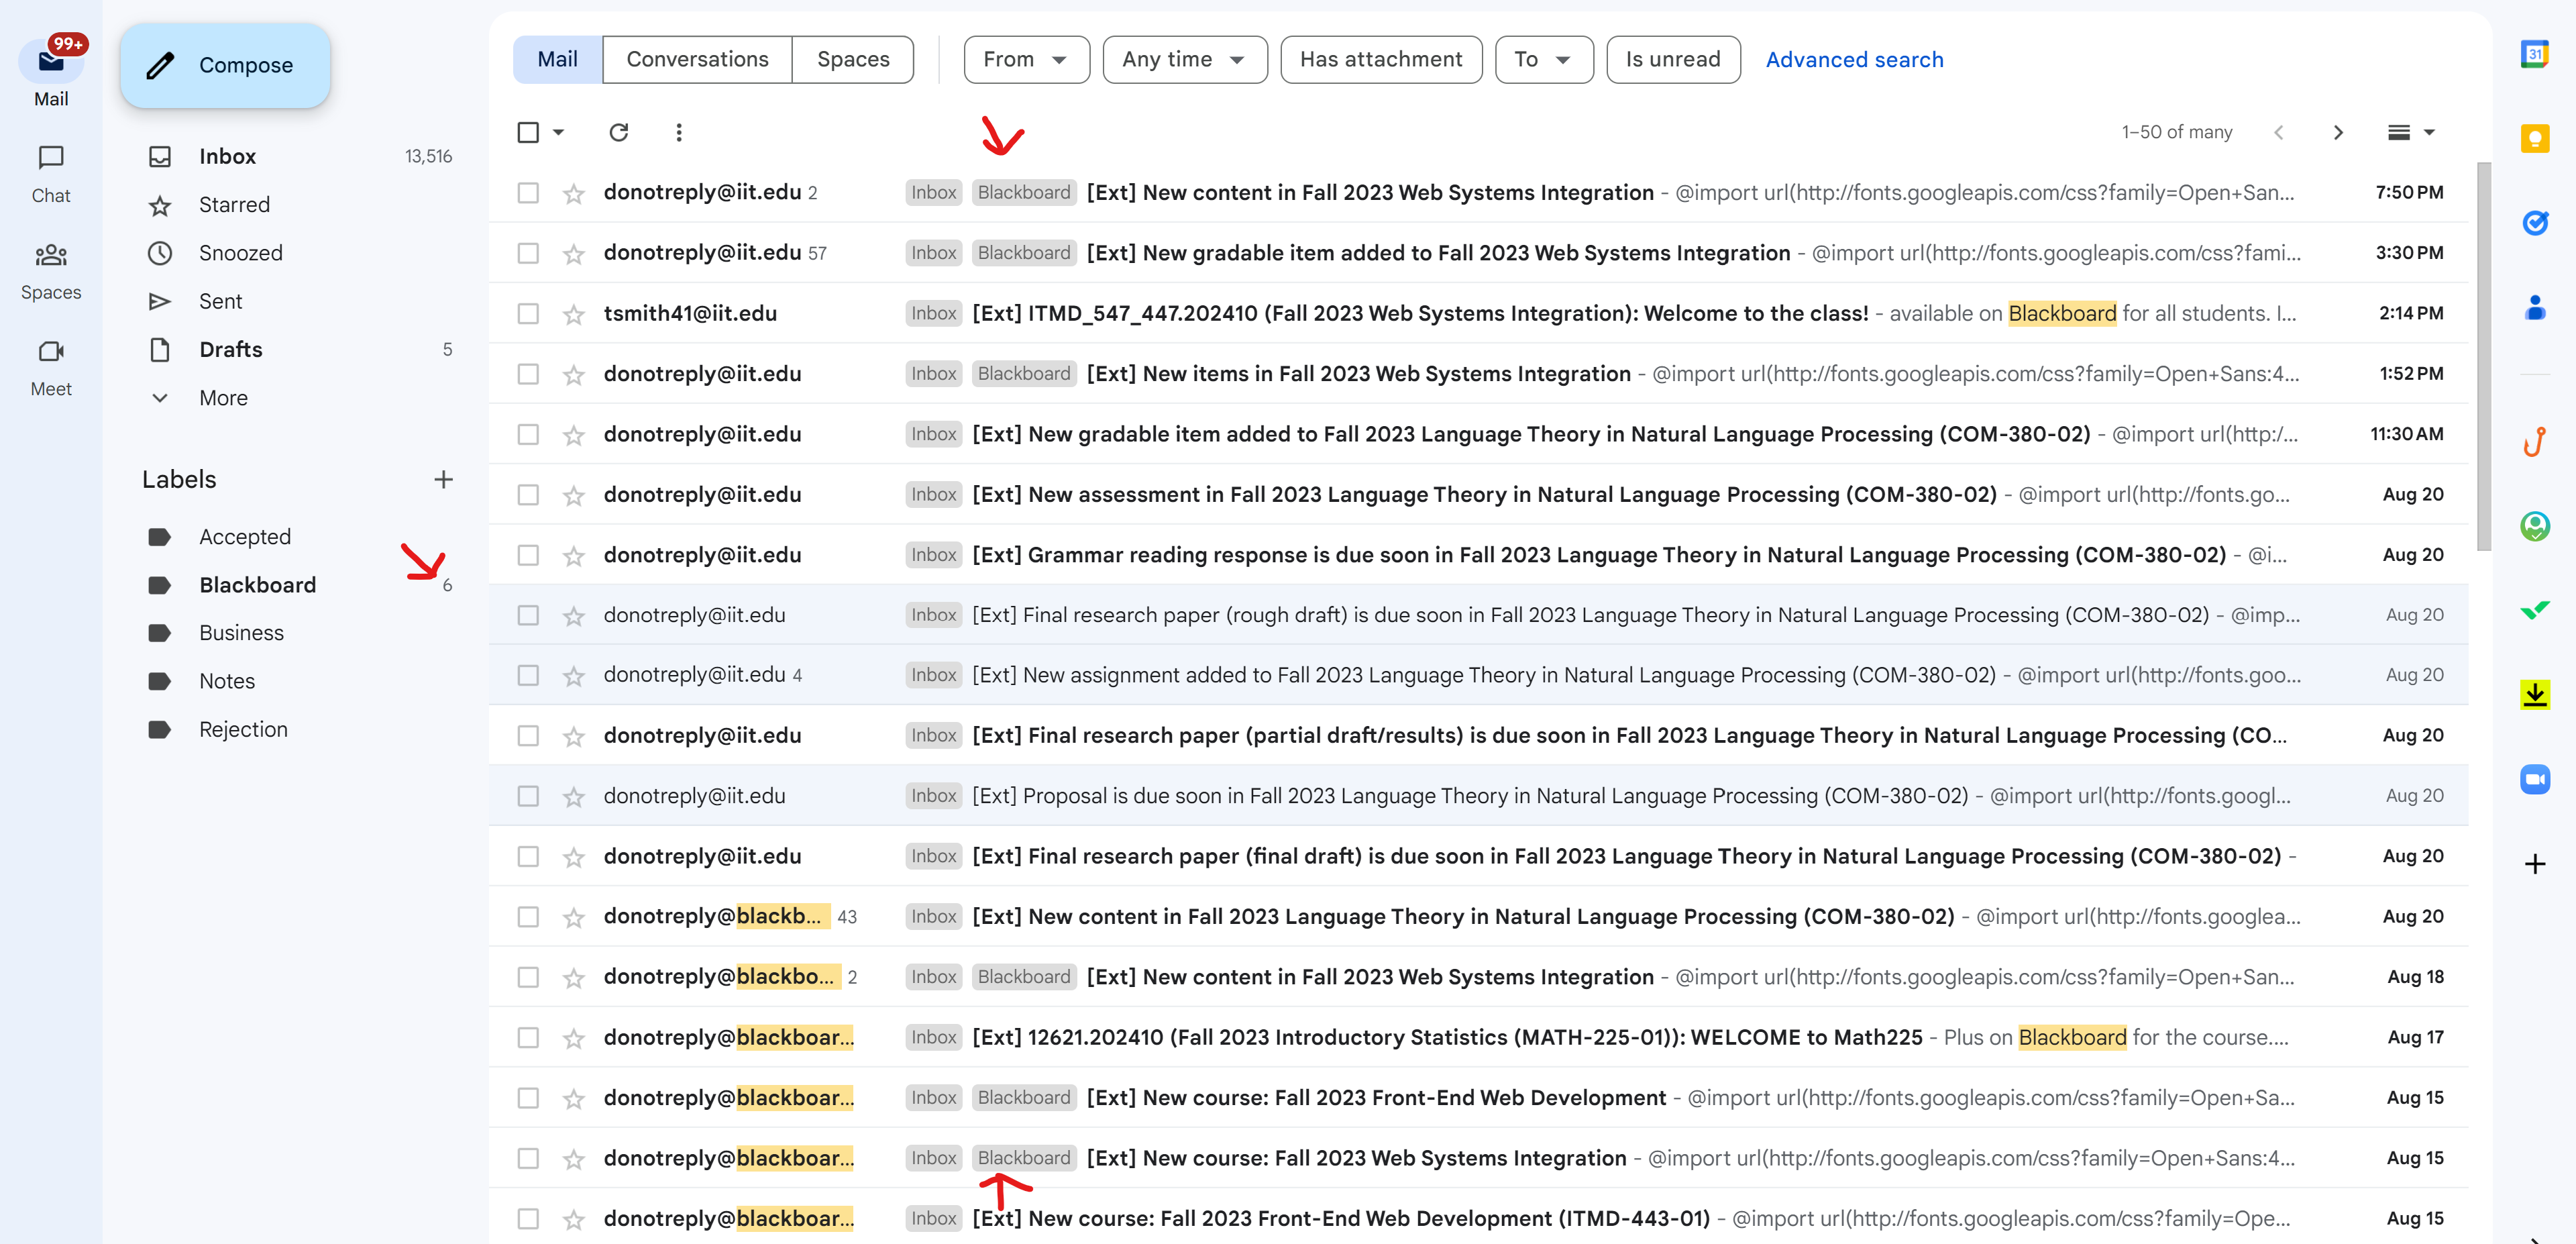 99+
Mail
Chat
Spaces
Meet
Compose
Inbox 13,516
Starred
Snoozed
Sent
Drafts 5
More
Labels
Accepted
Blackboard 6
Business
Notes
Rejection
Mail Conversations Spaces From Any time Has attachment To Is unread Advanced search
1–50 of many
donotreply@iit.edu 2 Inbox Blackboard [Ext] New content in Fall 2023 Web Systems Integration - @import url(http://fonts.googleapis.com/css?family=Open+San... 7:50 PM
donotreply@iit.edu 57 Inbox Blackboard [Ext] New gradable item added to Fall 2023 Web Systems Integration - @import url(http://fonts.googleapis.com/css?fami... 3:30 PM
tsmith41@iit.edu Inbox [Ext] ITMD_547_447.202410 (Fall 2023 Web Systems Integration): Welcome to the class! - available on Blackboard for all students. I... 2:14 PM
donotreply@iit.edu Inbox Blackboard [Ext] New items in Fall 2023 Web Systems Integration - @import url(http://fonts.googleapis.com/css?family=Open+Sans:4... 1:52 PM
donotreply@iit.edu Inbox [Ext] New gradable item added to Fall 2023 Language Theory in Natural Language Processing (COM-380-02) - @import url(http:/... 11:30 AM
donotreply@iit.edu Inbox [Ext] New assessment in Fall 2023 Language Theory in Natural Language Processing (COM-380-02) - @import url(http://fonts.go... Aug 20
donotreply@iit.edu Inbox [Ext] Grammar reading response is due soon in Fall 2023 Language Theory in Natural Language Processing (COM-380-02) - @i... Aug 20
donotreply@iit.edu Inbox [Ext] Final research paper (rough draft) is due soon in Fall 2023 Language Theory in Natural Language Processing (COM-380-02) - @imp... Aug 20
donotreply@iit.edu 4 Inbox [Ext] New assignment added to Fall 2023 Language Theory in Natural Language Processing (COM-380-02) - @import url(http://fonts.goo... Aug 20
donotreply@iit.edu Inbox [Ext] Final research paper (partial draft/results) is due soon in Fall 2023 Language Theory in Natural Language Processing (CO... Aug 20
donotreply@iit.edu Inbox [Ext] Proposal is due soon in Fall 2023 Language Theory in Natural Language Processing (COM-380-02) - @import url(http://fonts.googl... Aug 20
donotreply@iit.edu Inbox [Ext] Final research paper (final draft) is due soon in Fall 2023 Language Theory in Natural Language Processing (COM-380-02) - Aug 20
donotreply@blackb... 43 Inbox [Ext] New content in Fall 2023 Language Theory in Natural Language Processing (COM-380-02) - @import url(http://fonts.googlea... Aug 20
donotreply@blackbo... 2 Inbox Blackboard [Ext] New content in Fall 2023 Web Systems Integration - @import url(http://fonts.googleapis.com/css?family=Open+San... Aug 18
donotreply@blackboar... Inbox [Ext] 12621.202410 (Fall 2023 Introductory Statistics (MATH-225-01)): WELCOME to Math225 - Plus on Blackboard for the course.... Aug 17
donotreply@blackboar... Inbox Blackboard [Ext] New course: Fall 2023 Front-End Web Development - @import url(http://fonts.googleapis.com/css?family=Open+Sa... Aug 15
donotreply@blackboar... Inbox Blackboard [Ext] New course: Fall 2023 Web Systems Integration - @import url(http://fonts.googleapis.com/css?family=Open+Sans:4... Aug 15
donotreply@blackboar... Inbox [Ext] New course: Fall 2023 Front-End Web Development (ITMD-443-01) - @import url(http://fonts.googleapis.com/css?family=Ope... Aug 15
31